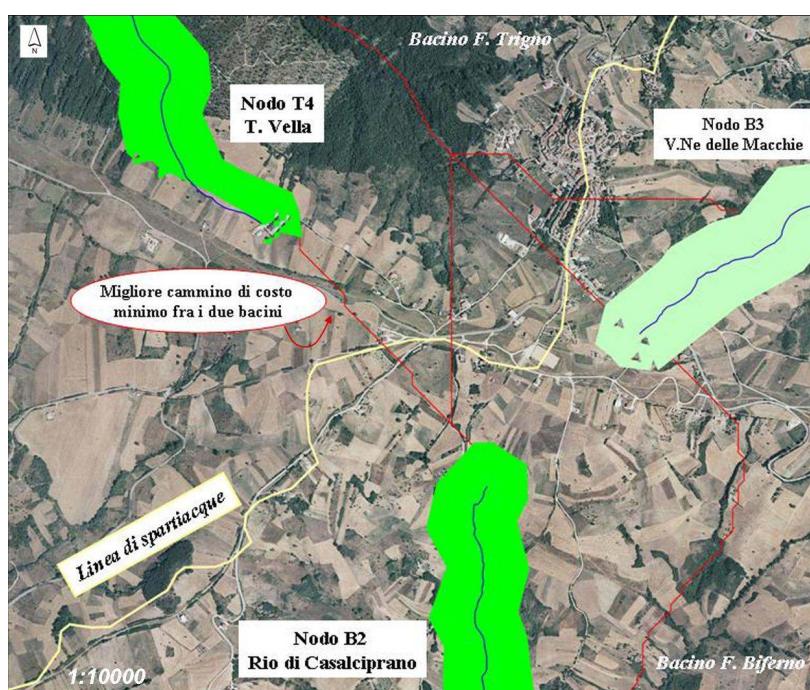 N
Bacino F. Trigno
Nodo T4
T. Vella
Nodo B3
V.Ne delle Macchie
Migliore cammino di costo
minimo fra i due bacini
Linea di spartiacque
Nodo B2
Rio di Casalciprano
1:10000
Bacino F. Biferno